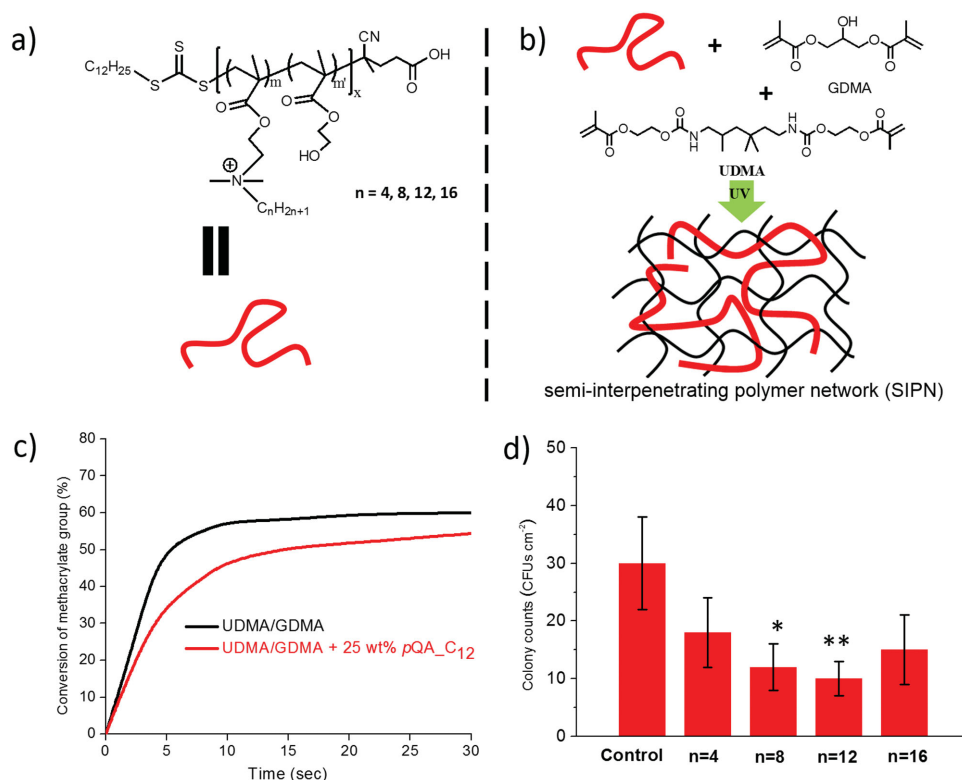 a)
C12H25
S
S
S
m
m'
x
CN
O
OH
O
O
O
O
HO
⊕
N
CnH2n+1
n = 4, 8, 12, 16
b)
+
O
O
OH
O
O
GDMA
+
O
O
O
O
N
H
H
N
O
O
O
O
UDMA
UV
semi-interpenetrating polymer network (SIPN)
c)
Conversion of methacrylate group (%)
80
70
60
50
40
30
20
10
0
UDMA/GDMA
UDMA/GDMA + 25 wt% pQA_C12
0 5 10 15 20 25 30
Time (sec)
d)
Colony counts (CFUs cm-2)
50
40
30
20
10
0
*
**
Control n=4 n=8 n=12 n=16